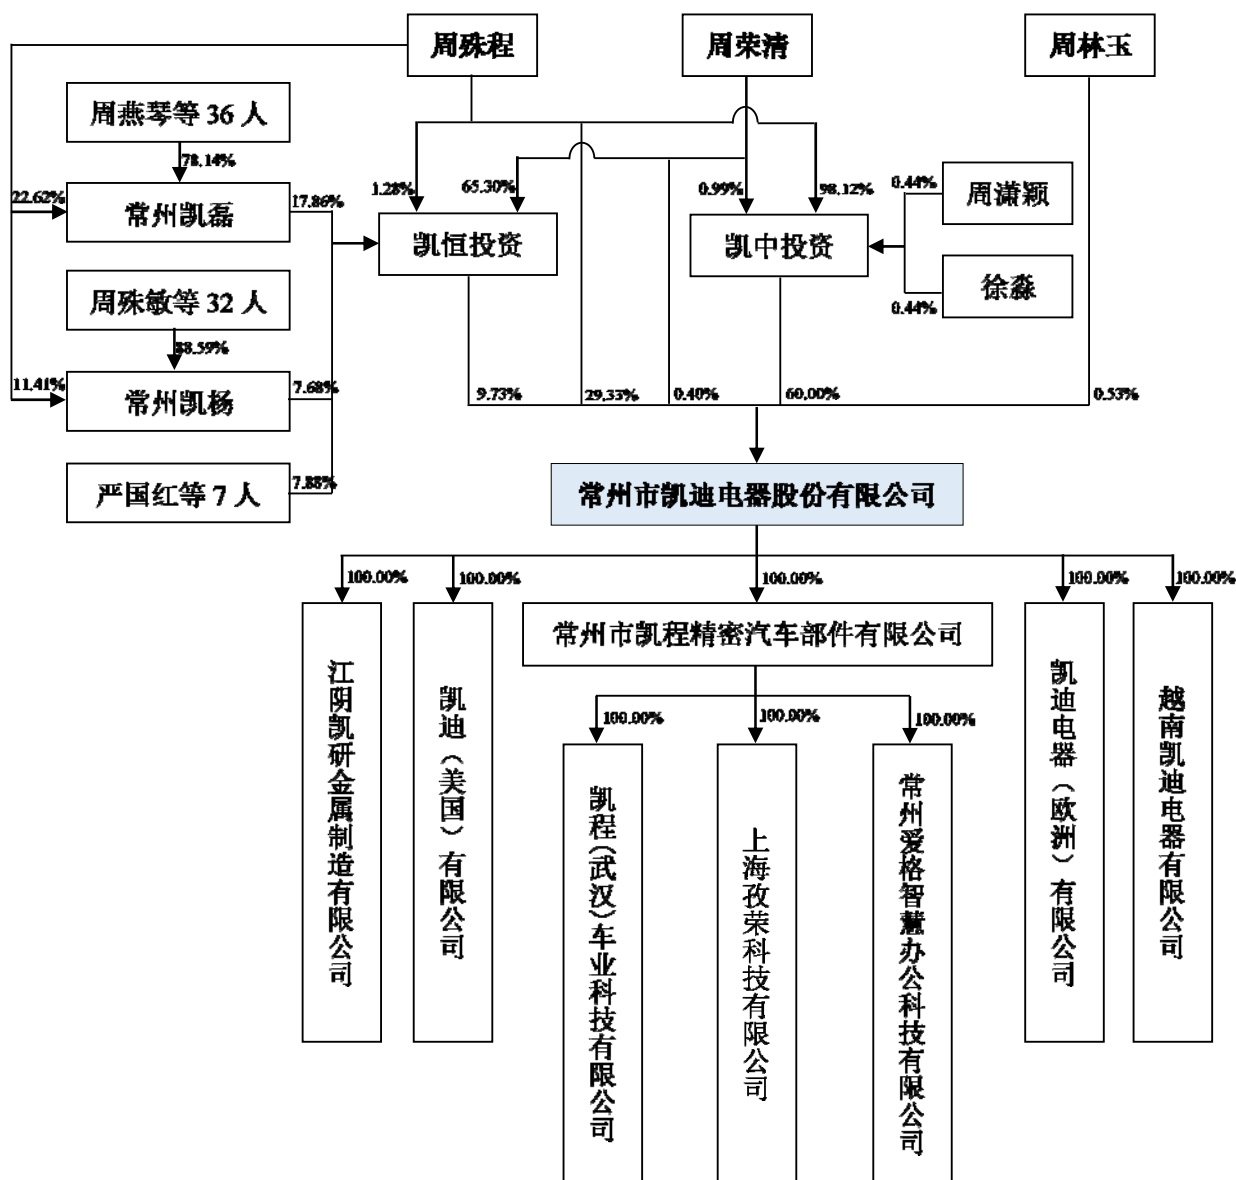 周殊程
周荣清
周林玉
周燕琴等 36 人
78.14%
22.62%
常州凯磊
17.86%
1.28%
65.30%
凯恒投资
0.99%
98.12%
凯中投资
0.44%
周潇颖
徐淼
0.44%
周殊敏等 32 人
88.59%
11.41%
常州凯杨
7.68%
严国红等 7 人
7.88%
9.73%
29.33%
0.40%
60.00%
0.53%
常州市凯迪电器股份有限公司
100.00%
100.00%
100.00%
100.00%
100.00%
江阴凯研金属制造有限公司
凯迪（美国）有限公司
常州市凯程精密汽车部件有限公司
凯迪电器（欧洲）有限公司
越南凯迪电器有限公司
100.00%
100.00%
100.00%
凯程（武汉）车业科技有限公司
上海孜荣科技有限公司
常州爱格智慧办公科技有限公司